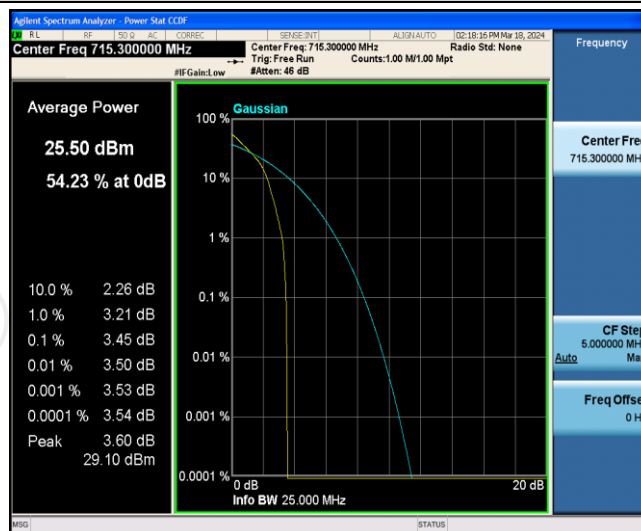 Agilent Spectrum Analyzer - Power Stat CCDF
RL RF 50 Ω AC CORREC SENSE:INT ALIGNAUTO 02:18:16 PM Mar 18, 2024
Center Freq 715.300000 MHz
Center Freq: 715.300000 MHz Radio Std: None
Trig: Free Run Counts:1.00 M/1.00 Mpt
#IFGain:Low #Atten: 46 dB
Frequency
Average Power
25.50 dBm
54.23 % at 0dB
10.0 % 2.26 dB
1.0 % 3.21 dB
0.1 % 3.45 dB
0.01 % 3.50 dB
0.001 % 3.53 dB
0.0001 % 3.54 dB
Peak 3.60 dB
29.10 dBm
Gaussian
100 %
10 %
1 %
0.1 %
0.01 %
0.001 %
0.0001 %
0 dB 20 dB
Info BW 25.000 MHz
Center Fre
715.300000 MH
CF Step
5.000000 MH
Auto Ma
Freq Offse
0 H
MSG STATUS